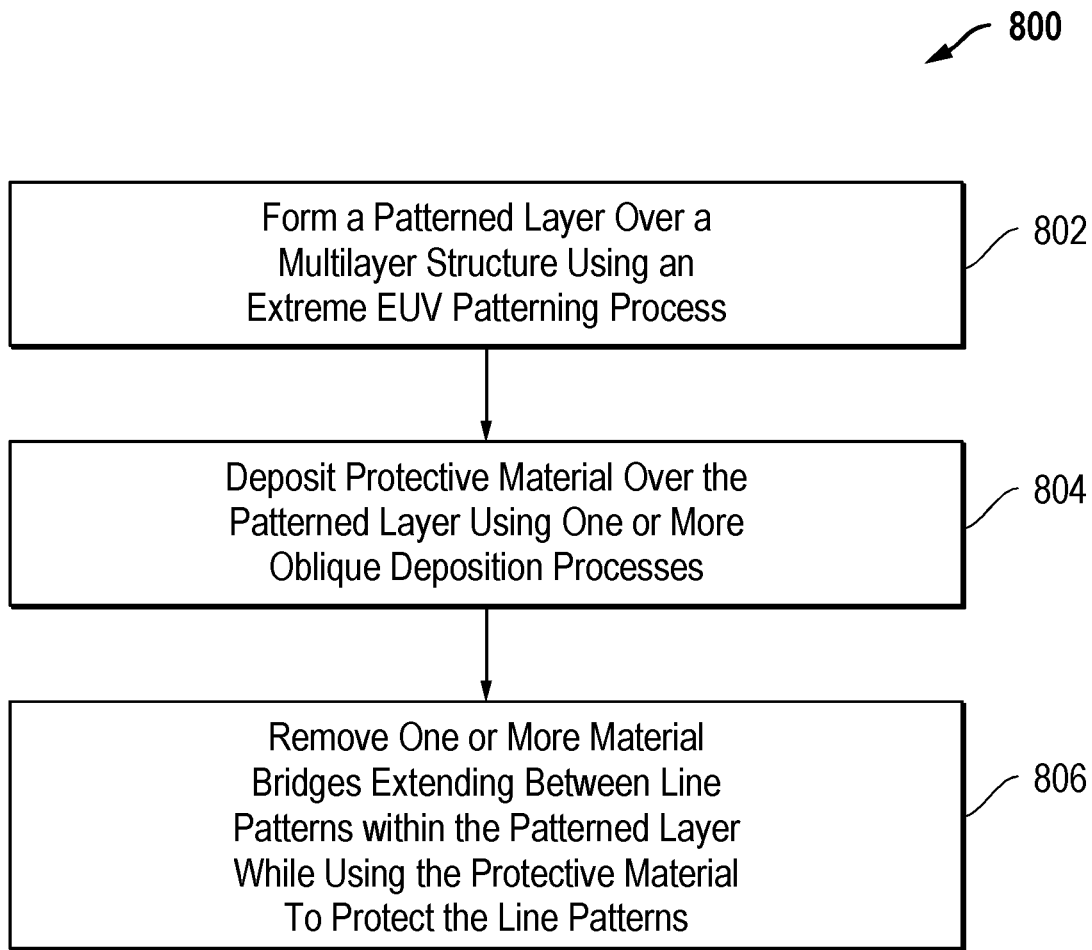 800
Form a Patterned Layer Over a
Multilayer Structure Using an
Extreme EUV Patterning Process
802
Deposit Protective Material Over the
Patterned Layer Using One or More
Oblique Deposition Processes
804
Remove One or More Material
Bridges Extending Between Line
Patterns within the Patterned Layer
While Using the Protective Material
To Protect the Line Patterns
806